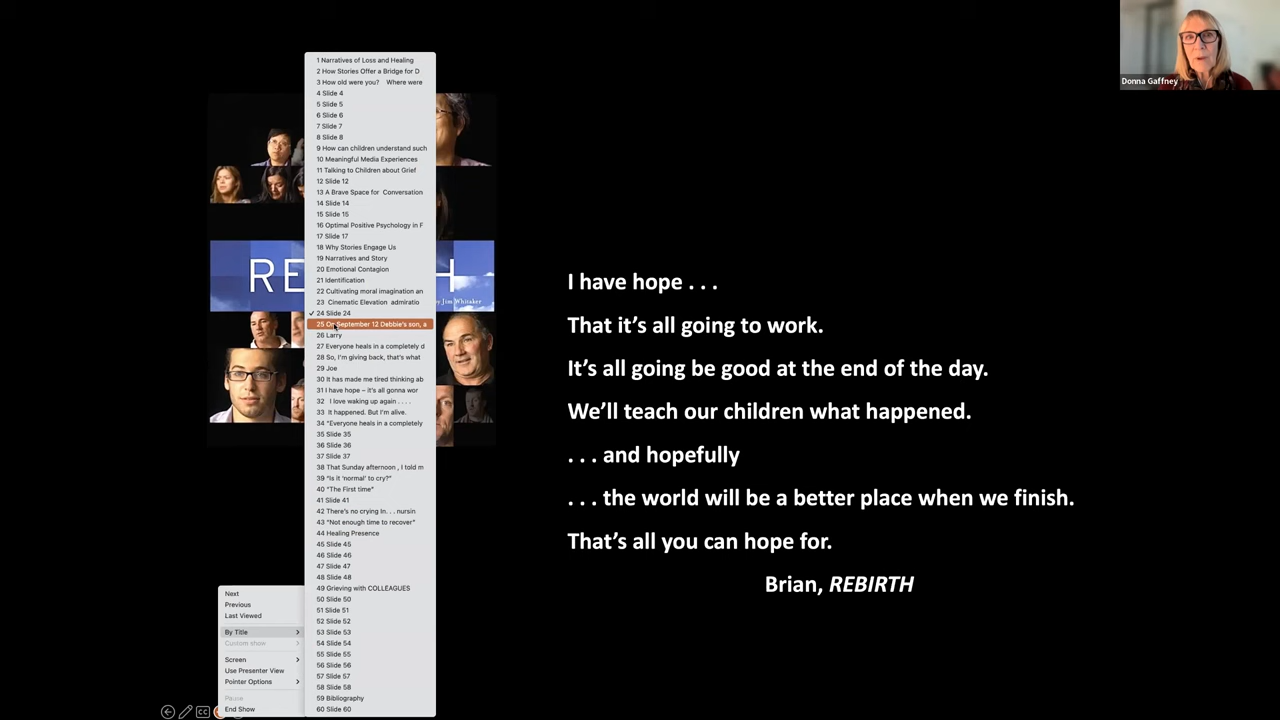 Donna Gaffney
1 Narratives of Loss and Healing
2 How Stories Offer a Bridge for D
3 How old were you? Where were
4 Slide 4
5 Slide 5
6 Slide 6
7 Slide 7
8 Slide 8
9 How can children understand such
10 Meaningful Media Experiences
11 Talking to Children about Grief
12 Slide 12
13 A Brave Space for Conversation
14 Slide 14
15 Slide 15
16 Optimal Positive Psychology in F
17 Slide 17
18 Why Stories Engage Us
19 Narratives and Story
20 Emotional Contagion
21 Identification
22 Cultivating moral imagination an
23 Cinematic Elevation admiratio
✓ 24 Slide 24
25 On September 12 Debbie's son, a
26 Larry
27 Everyone heals in a completely d
28 So, I'm giving back, that's what
29 Joe
30 It has made me tired thinking ab
31 I have hope – it's all gonna wor
32 I love waking up again . . . .
33 It happened. But I'm alive.
34 "Everyone heals in a completely
35 Slide 35
36 Slide 36
37 Slide 37
38 That Sunday afternoon , I told m
39 "Is it 'normal' to cry?"
40 "The First time"
41 Slide 41
42 There's no crying In. . . nursin
43 "Not enough time to recover"
44 Healing Presence
45 Slide 45
46 Slide 46
47 Slide 47
48 Slide 48
49 Grieving with COLLEAGUES
50 Slide 50
51 Slide 51
52 Slide 52
53 Slide 53
54 Slide 54
55 Slide 55
56 Slide 56
57 Slide 57
58 Slide 58
59 Bibliography
60 Slide 60
Next
Previous
Last Viewed
By Title
Custom show
Screen
Use Presenter View
Pointer Options
Pause
End Show
CC
RE H
by Jim Whitaker
I have hope . . .
That it's all going to work.
It's all going be good at the end of the day.
We'll teach our children what happened.
. . . and hopefully
. . . the world will be a better place when we finish.
That's all you can hope for.
Brian, REBIRTH